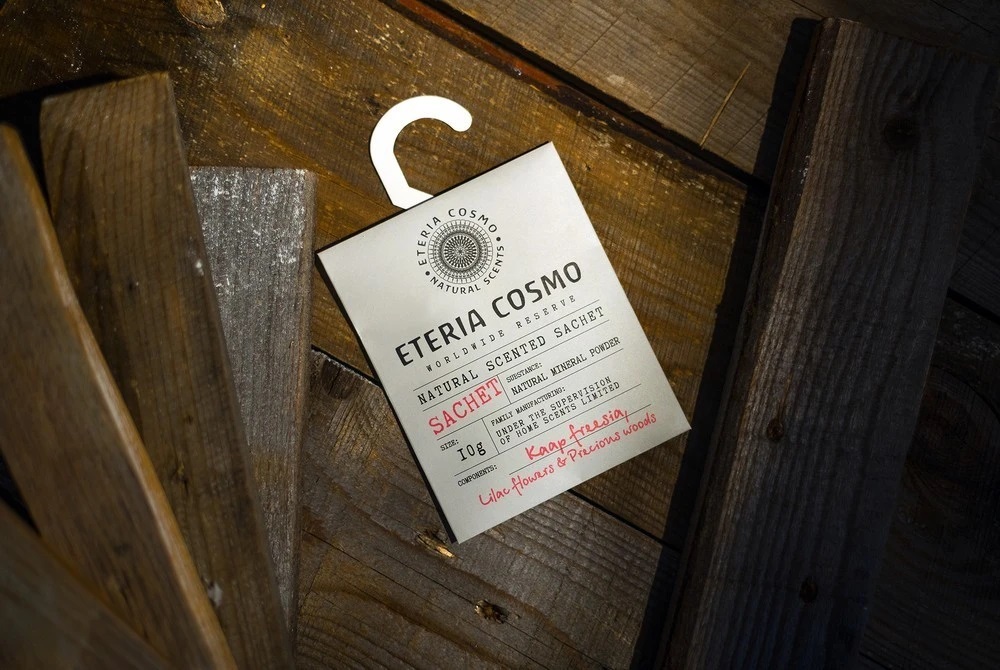 ETERIA COSMO
NATURAL SCENTS
ETERIA COSMO
WORLDWIDE RESERVE
NATURAL SCENTED SACHET
SACHET
SUBSTANCE:
NATURAL MINERAL POWDER
SIZE:
10g
FAMILY MANUFACTURING:
UNDER THE SUPERVISION
OF HOME SCENTS LIMITED
COMPONENTS:
Kaap freesia,
Lilac flowers & Precious woods